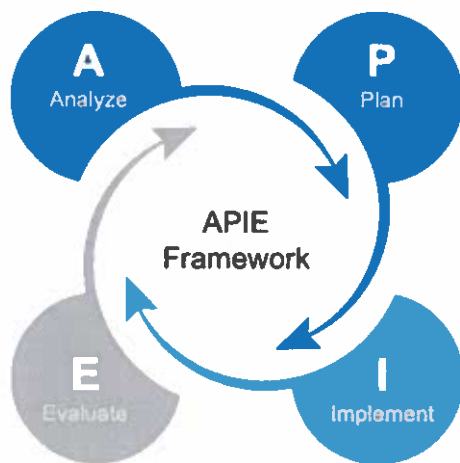 A
Analyze
P
Plan
APIE
Framework
E
Evaluate
I
Implement